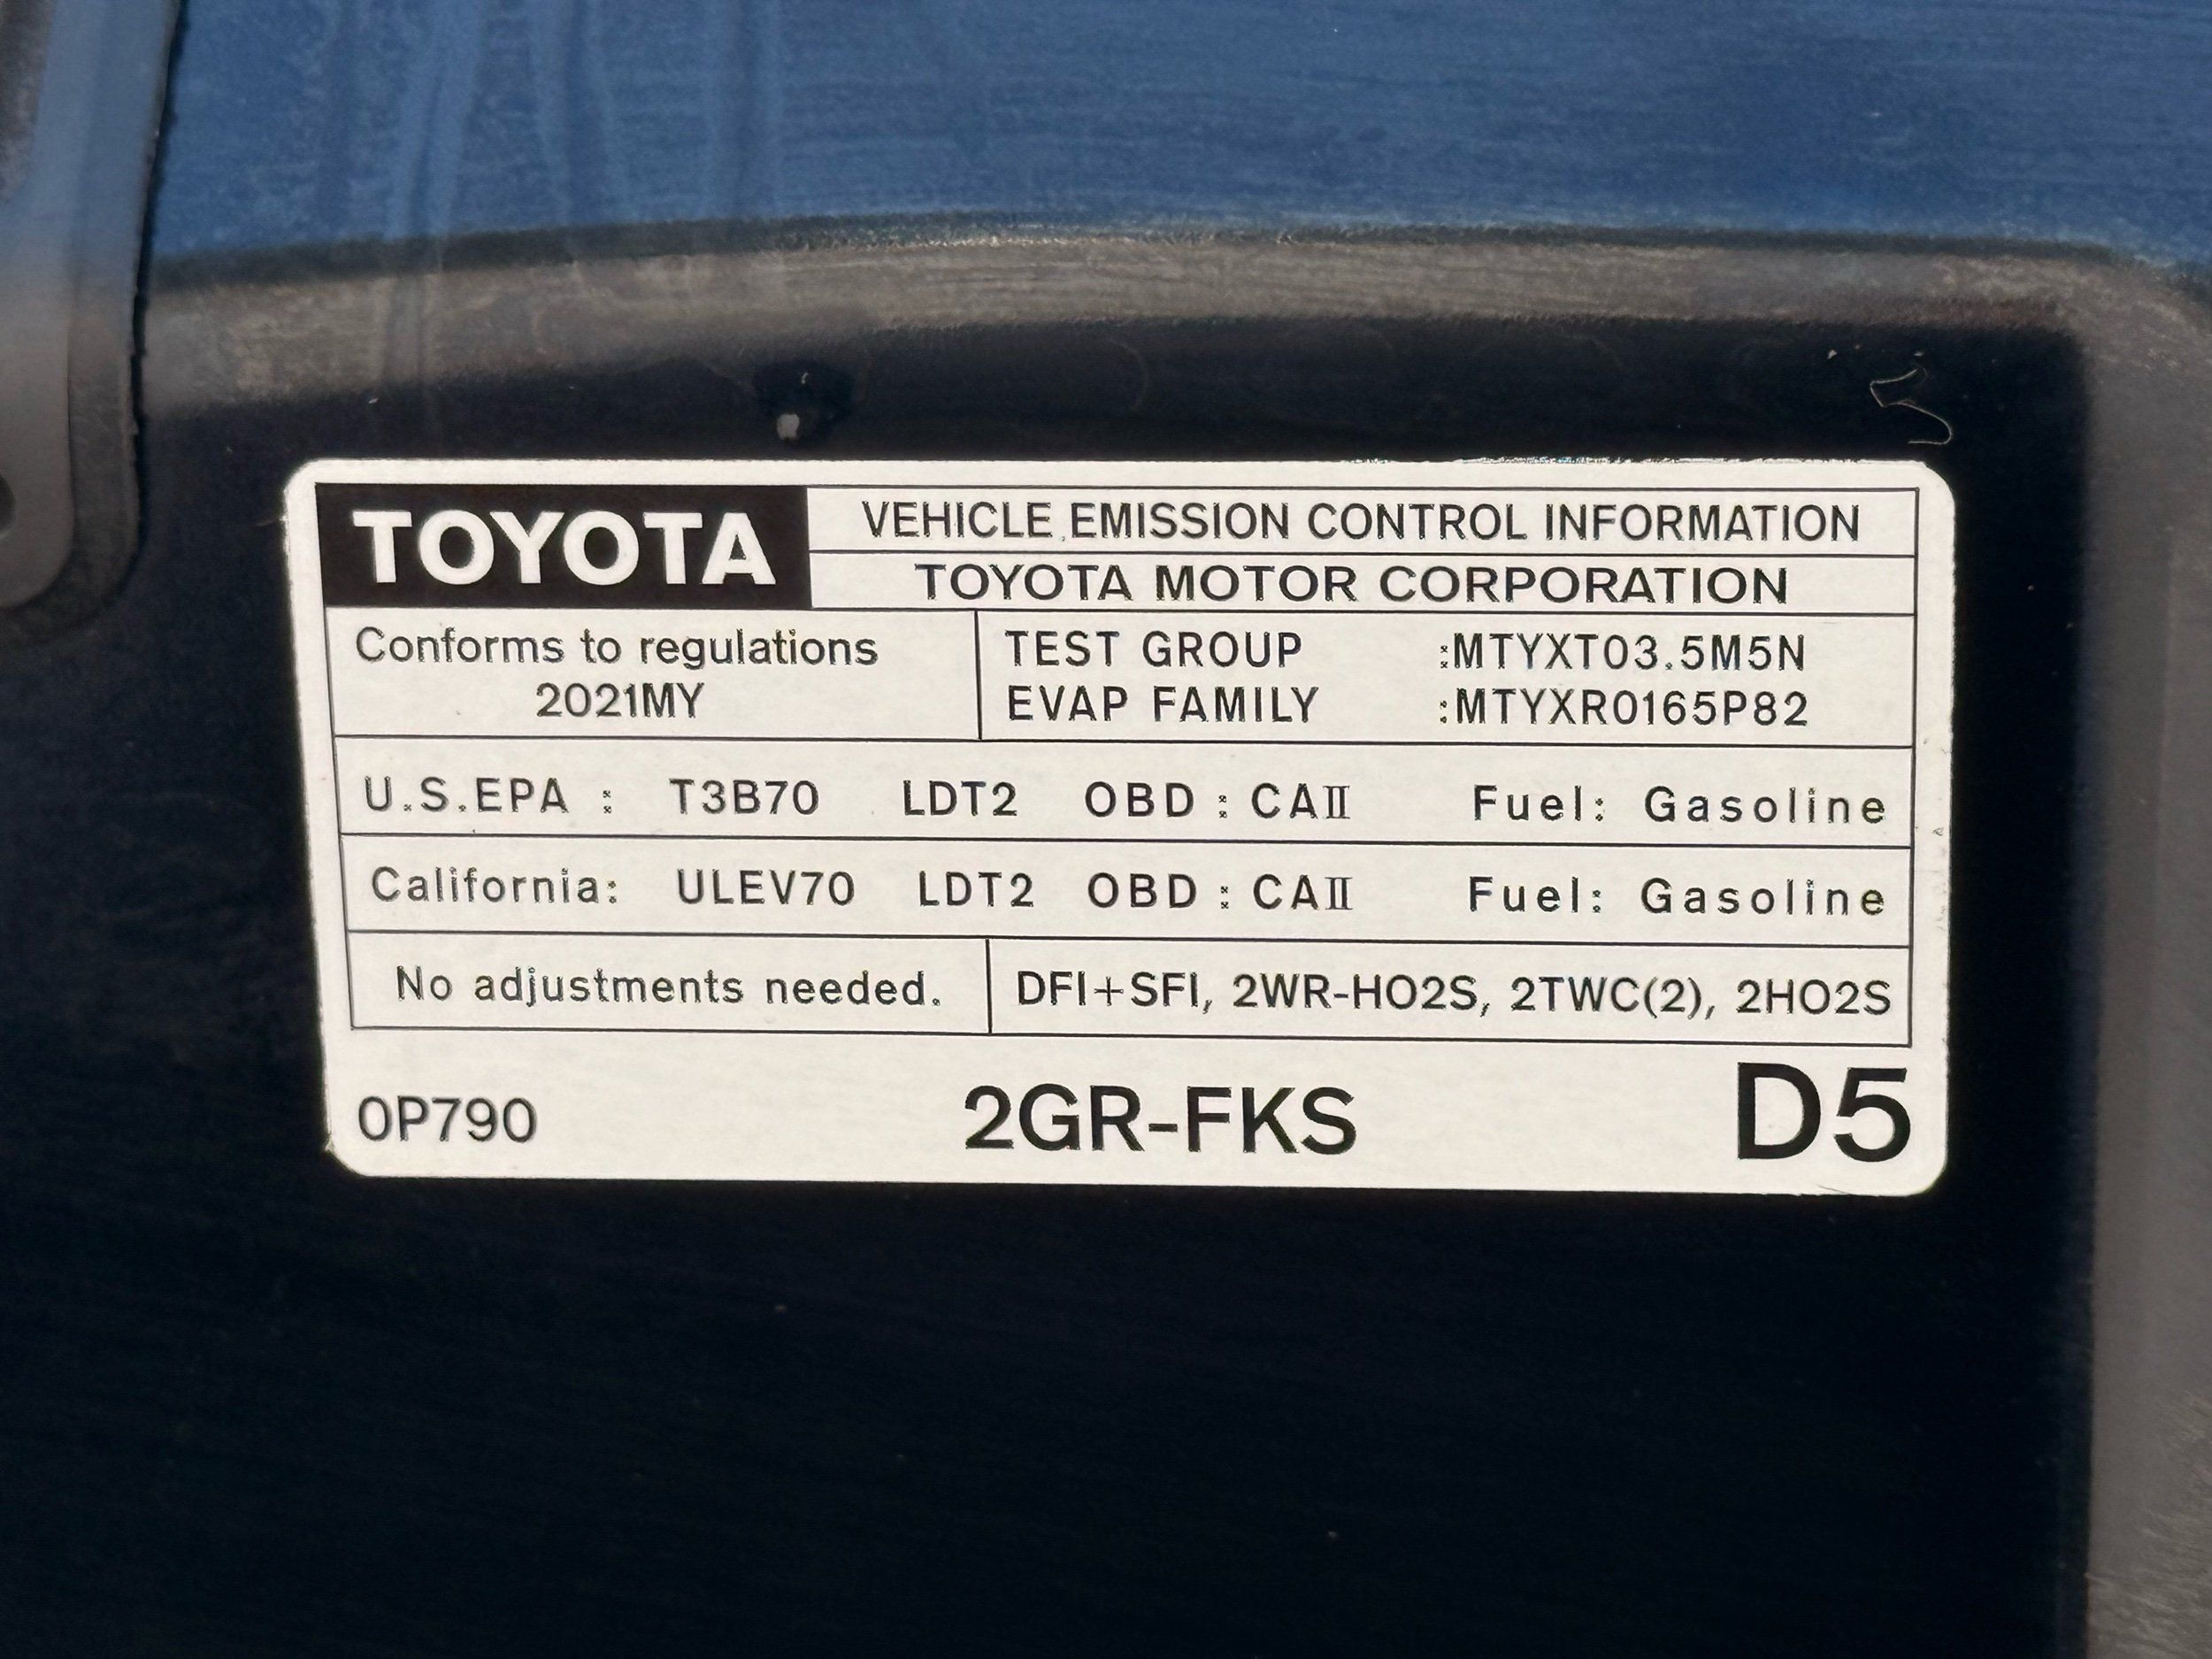 TOYOTA
VEHICLE EMISSION CONTROL INFORMATION
TOYOTA MOTOR CORPORATION
Conforms to regulations
2021MY
TEST GROUP :MTYXT03.5M5N
EVAP FAMILY :MTYXR0165P82
U.S.EPA : T3B70 LDT2 OBD : CAII Fuel: Gasoline
California: ULEV70 LDT2 OBD : CAII Fuel: Gasoline
No adjustments needed.
DFI+SFI, 2WR-HO2S, 2TWC(2), 2HO2S
0P790 2GR-FKS D5